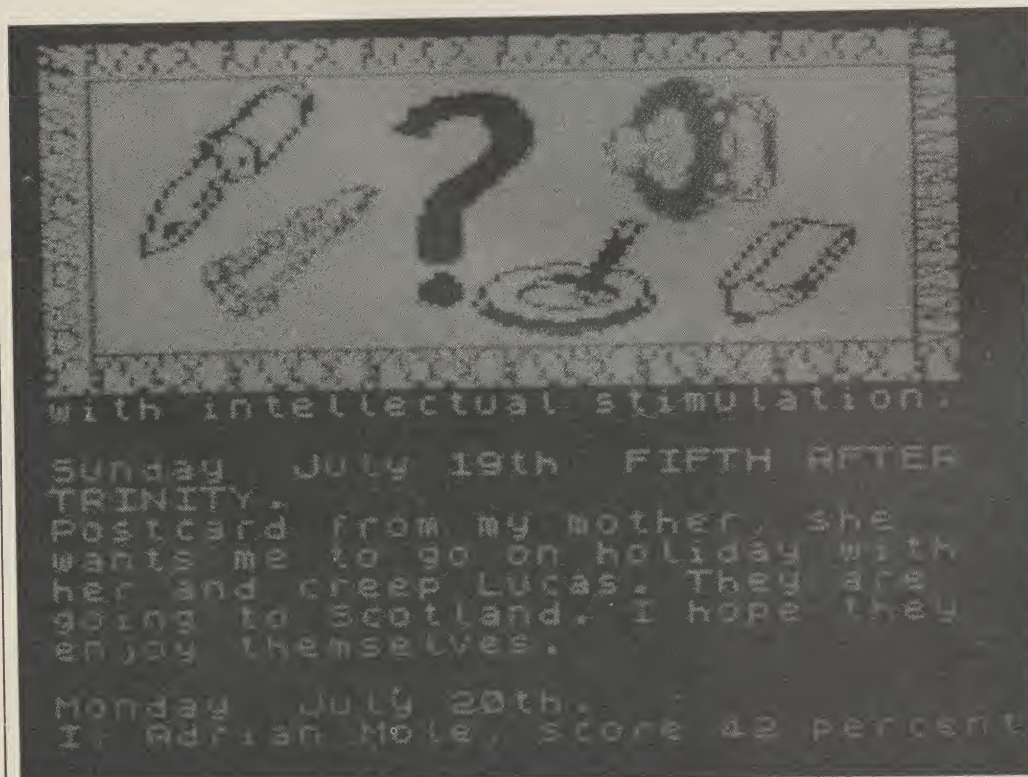 with intellectual stimulation.
Sunday July 19th FIFTH AFTER
TRINITY.
Postcard from my mother, she
wants me to go on holiday with
her and creep Lucas. They are
going to Scotland. I hope they
enjoy themselves.
Monday July 20th.
I, Adrian Mole, score 42 percent